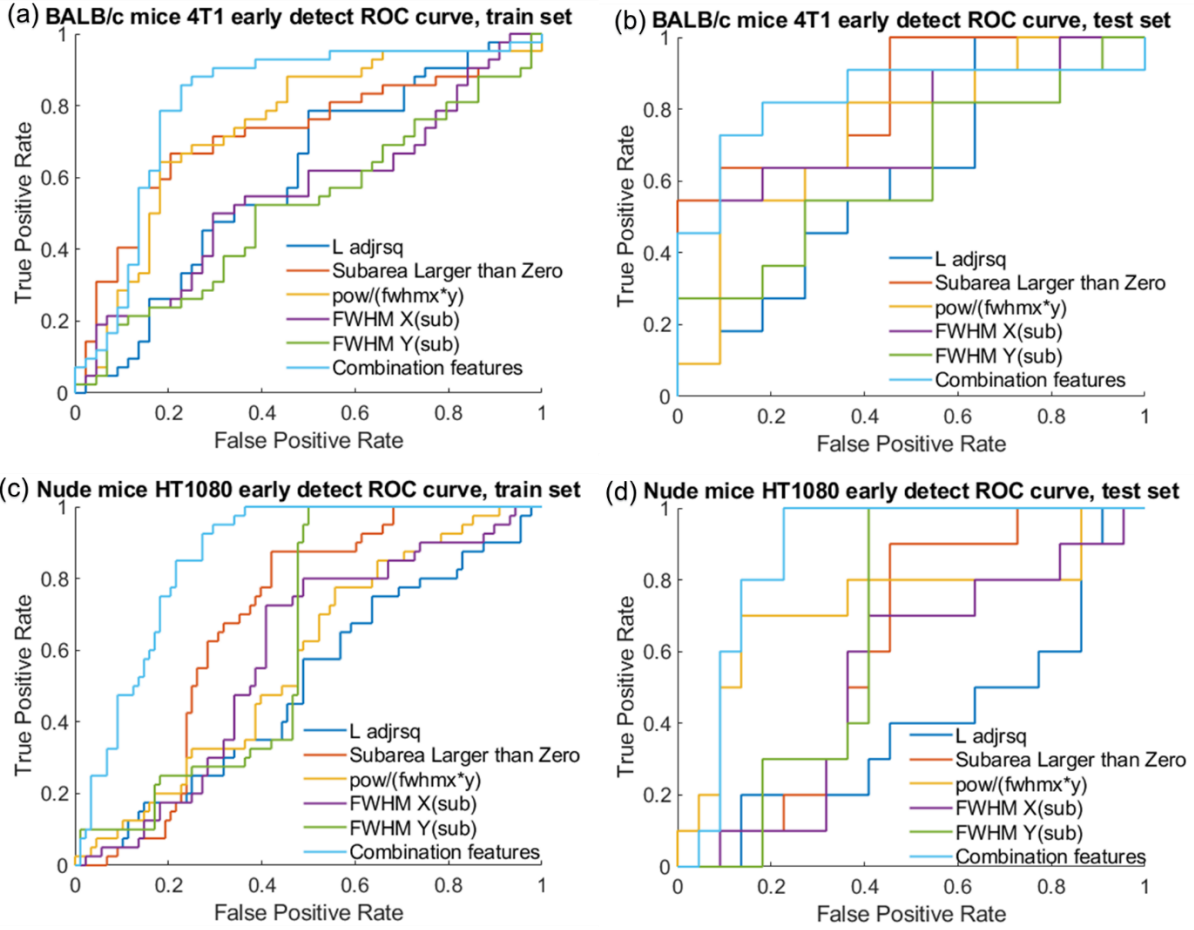 (a) BALB/c mice 4T1 early detect ROC curve, train set
1
0.8
0.6
0.4
0.2
0
True Positive Rate
L adjrsq
Subarea Larger than Zero
pow/(fwhmx*y)
FWHM X(sub)
FWHM Y(sub)
Combination features
0 0.2 0.4 0.6 0.8 1
False Positive Rate
(b) BALB/c mice 4T1 early detect ROC curve, test set
1
0.8
0.6
0.4
0.2
0
True Positive Rate
L adjrsq
Subarea Larger than Zero
pow/(fwhmx*y)
FWHM X(sub)
FWHM Y(sub)
Combination features
0 0.2 0.4 0.6 0.8 1
False Positive Rate
(c) Nude mice HT1080 early detect ROC curve, train set
1
0.8
0.6
0.4
0.2
0
True Positive Rate
L adjrsq
Subarea Larger than Zero
pow/(fwhmx*y)
FWHM X(sub)
FWHM Y(sub)
Combination features
0 0.2 0.4 0.6 0.8 1
False Positive Rate
(d) Nude mice HT1080 early detect ROC curve, test set
1
0.8
0.6
0.4
0.2
0
True Positive Rate
L adjrsq
Subarea Larger than Zero
pow/(fwhmx*y)
FWHM X(sub)
FWHM Y(sub)
Combination features
0 0.2 0.4 0.6 0.8 1
False Positive Rate